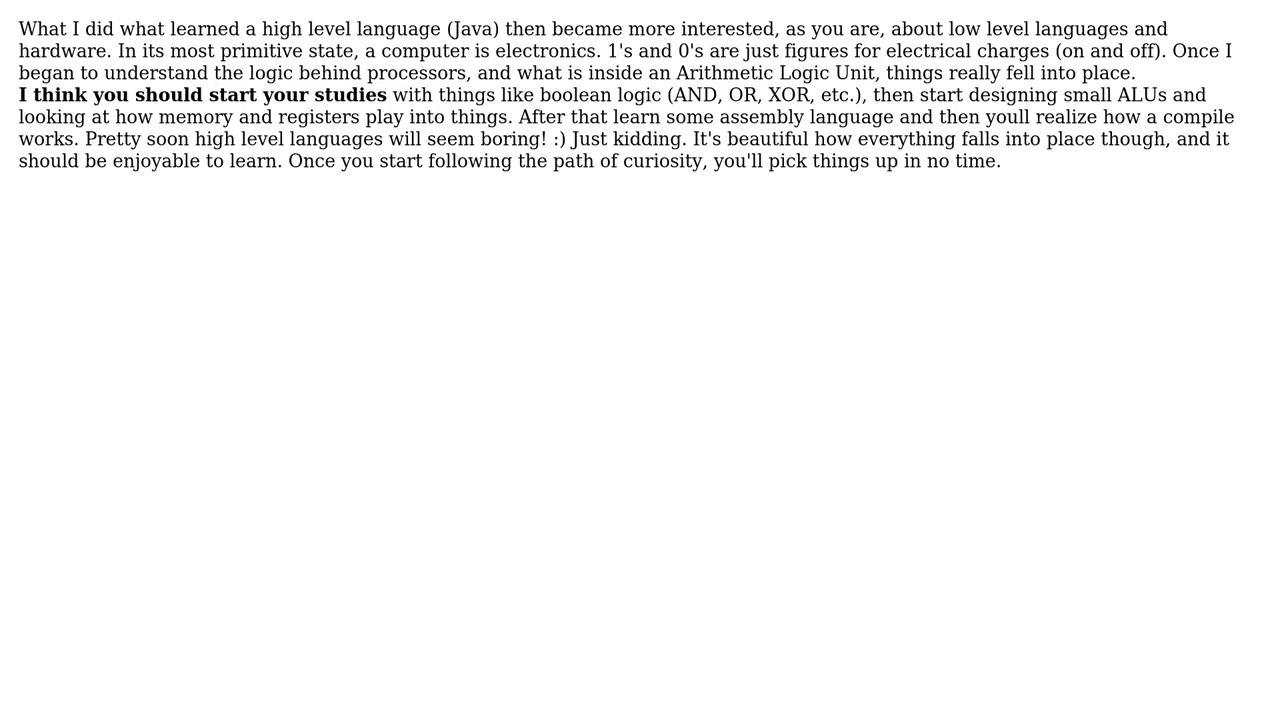 What I did what learned a high level language (Java) then became more interested, as you are, about low level languages and
hardware. In its most primitive state, a computer is electronics. 1's and 0's are just figures for electrical charges (on and off). Once I
began to understand the logic behind processors, and what is inside an Arithmetic Logic Unit, things really fell into place.
I think you should start your studies with things like boolean logic (AND, OR, XOR, etc.), then start designing small ALUs and
looking at how memory and registers play into things. After that learn some assembly language and then youll realize how a compile
works. Pretty soon high level languages will seem boring! :) Just kidding. It's beautiful how everything falls into place though, and it
should be enjoyable to learn. Once you start following the path of curiosity, you'll pick things up in no time.